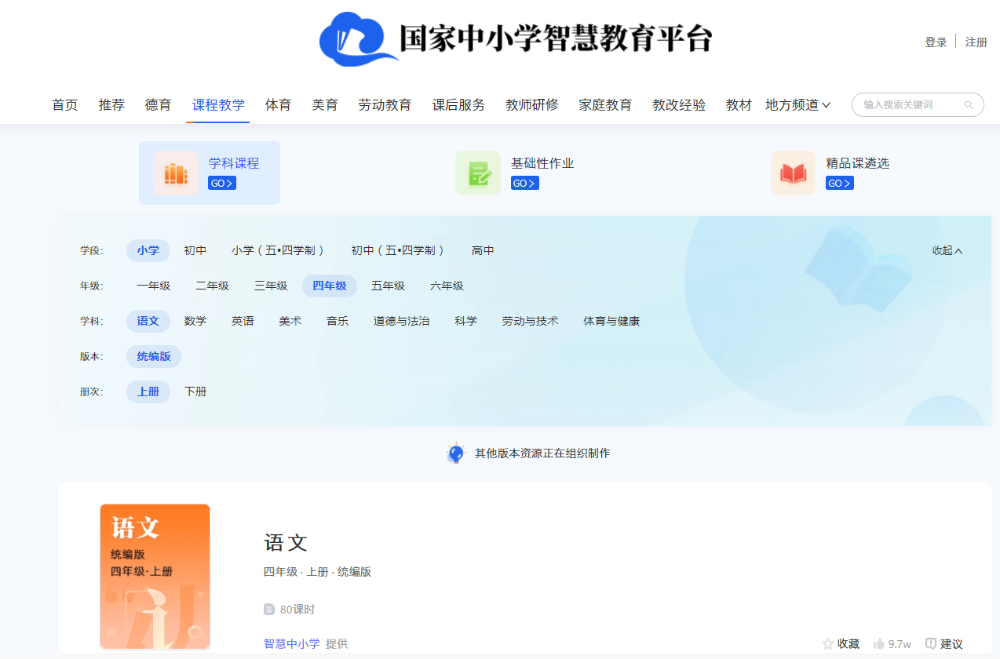 国家中小学智慧教育平台
登录 注册
首页 推荐 德育 课程教学 体育 美育 劳动教育 课后服务 教师研修 家庭教育 教改经验 教材 地方频道 输入搜索关键词
学科课程 基础性作业 精品课遴选
GO GO GO
学段: 小学 初中 小学(五•四学制) 初中(五•四学制) 高中 收起
年级: 一年级 二年级 三年级 四年级 五年级 六年级
学科: 语文 数学 英语 美术 音乐 道德与法治 科学 劳动与技术 体育与健康
版本: 统编版
册次: 上册 下册
其他版本资源正在组织制作
语文
统编版
四年级·上册
语文
四年级 · 上册 · 统编版
80课时
智慧中小学 提供 收藏 9.7w 建议